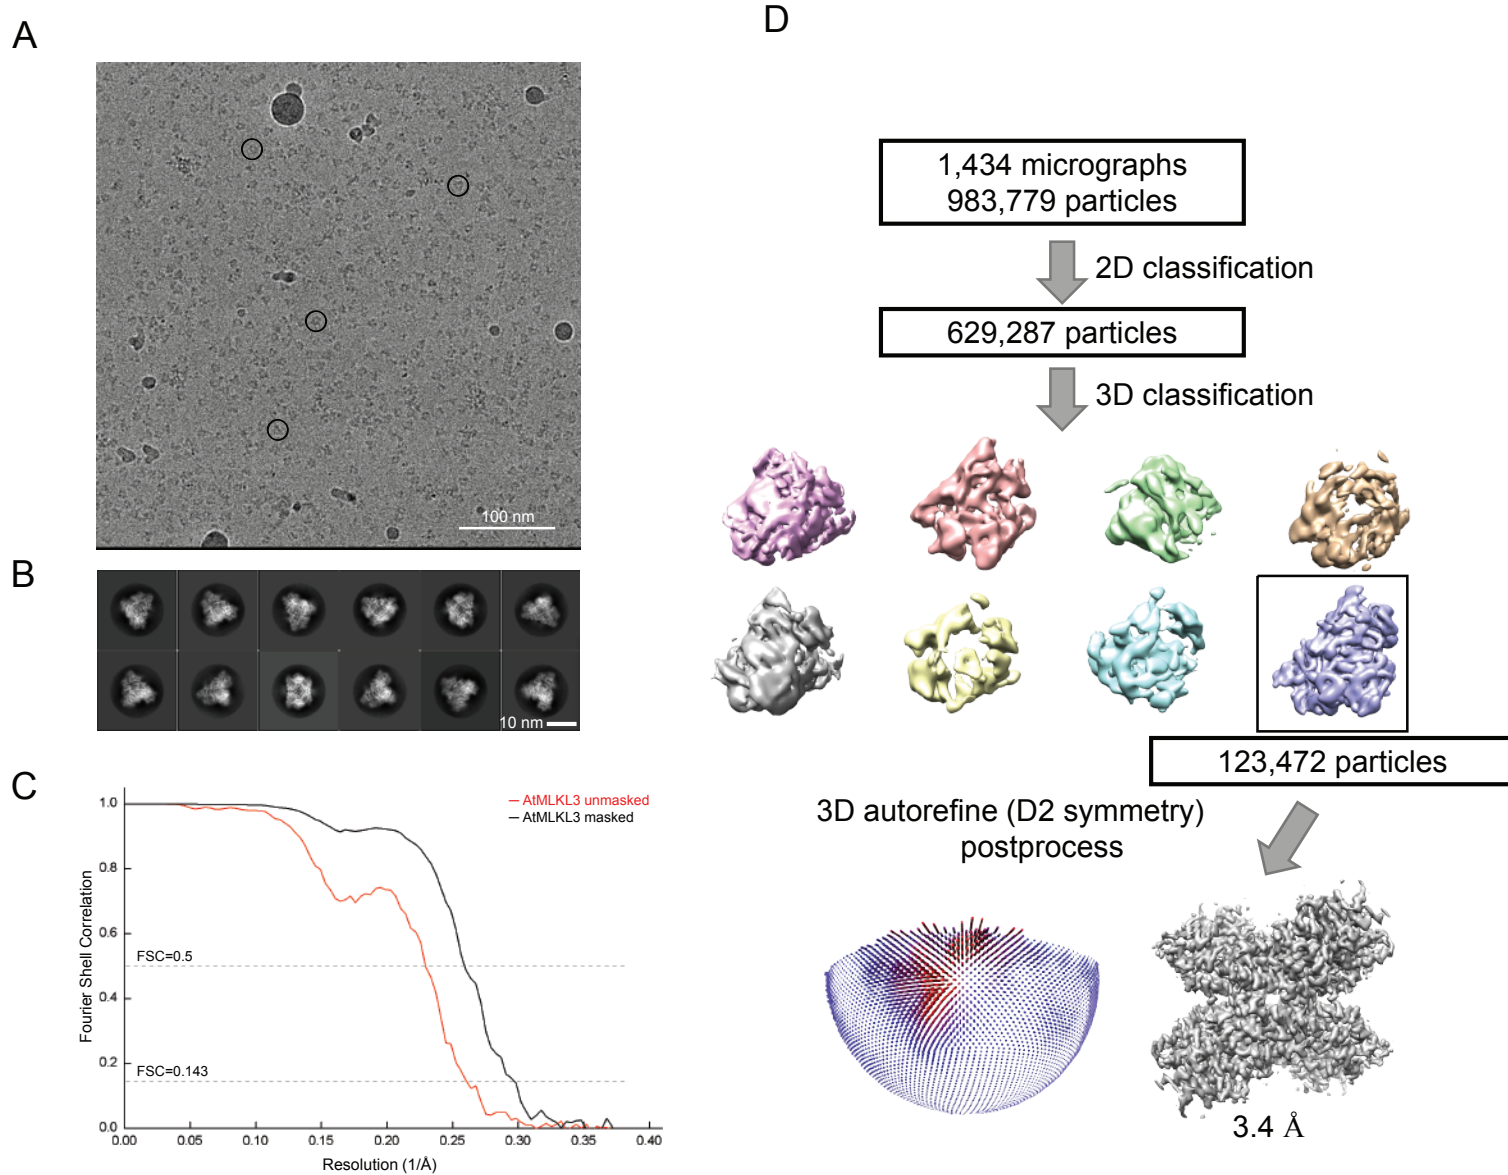 A
100 nm
B
10 nm
C
AtMLKL3 unmasked
AtMLKL3 masked
Fourier Shell Correlation
1.0
0.8
0.6
FSC=0.5
0.4
0.2
FSC=0.143
0.0
0.00 0.05 0.10 0.15 0.20 0.25 0.30 0.35 0.40
Resolution (1/Å)
D
1,434 micrographs
983,779 particles
2D classification
629,287 particles
3D classification
123,472 particles
3D autorefine (D2 symmetry)
postprocess
3.4 Å